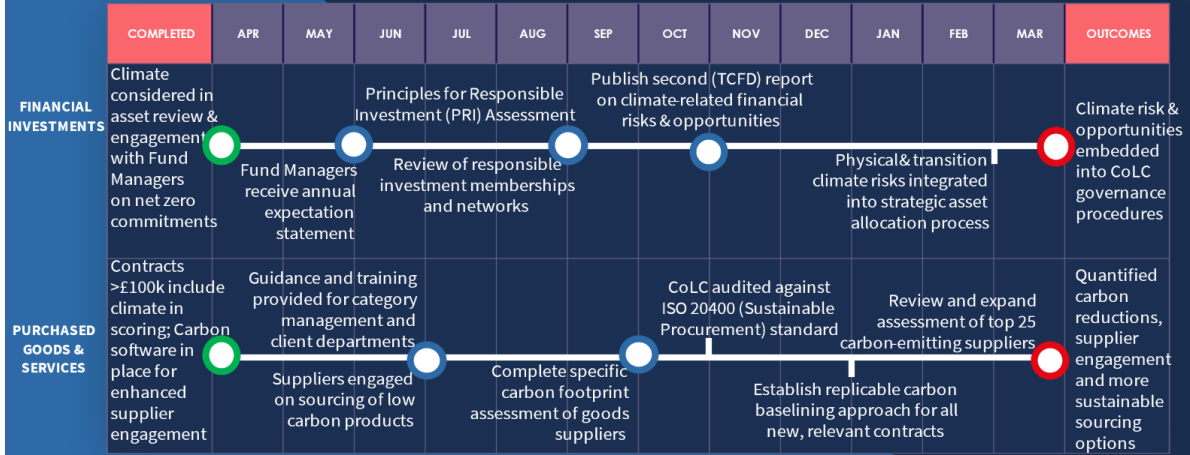 COMPLETED APR MAY JUN JUL AUG SEP OCT NOV DEC JAN FEB MAR OUTCOMES
FINANCIAL
INVESTMENTS
Climate
considered in
asset review &
engagement
with Fund
Managers
on net zero
commitments
Fund Managers
receive annual
expectation
statement
Principles for Responsible
Investment (PRI) Assessment
Review of responsible
investment memberships
and networks
Publish second (TCFD) report
on climate-related financial
risks & opportunities
Physical& transition
climate risks integrated
into strategic asset
allocation process
Climate risk &
opportunities
embedded
into CoLC
governance
procedures
PURCHASED
GOODS &
SERVICES
Contracts
>£100k include
climate in
scoring; Carbon
software in
place for
enhanced
supplier
engagement
Guidance and training
provided for category
management and
client departments
Suppliers engaged
on sourcing of low
carbon products
Complete specific
carbon footprint
assessment of goods
suppliers
CoLC audited against
ISO 20400 (Sustainable
Procurement) standard
Establish replicable carbon
baselining approach for all
new, relevant contracts
Review and expand
assessment of top 25
carbon-emitting suppliers
Quantified
carbon
reductions,
supplier
engagement
and more
sustainable
sourcing
options